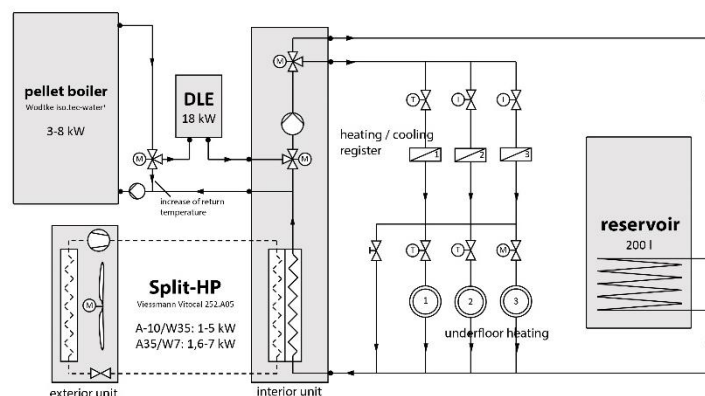 pellet boiler
Wodtke iso.tec-water'
3-8 kW
DLE
18 kW
M
M
M
increase of return
temperature
heating / cooling
register
T
I
I
1
2
3
T
T
M
1
2
3
underfloor heating
reservoir
200 l
Split-HP
Viessmann Vitocal 252.A05
A-10/W35: 1-5 kW
A35/W7: 1,6-7 kW
M
exterior unit
interior unit